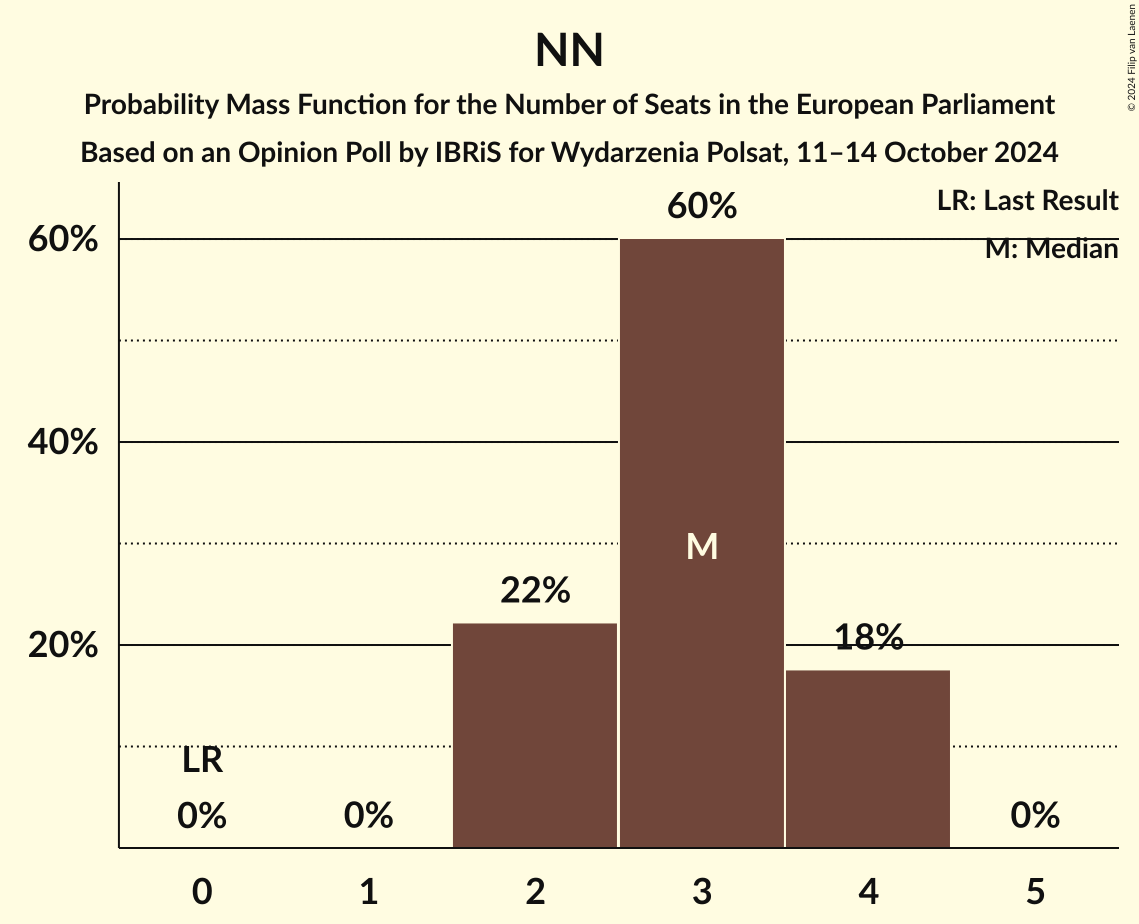 NN
Probability Mass Function for the Number of Seats in the European Parliament
Based on an Opinion Poll by IBRiS for Wydarzenia Polsat, 11–14 October 2024
© 2024 Filip van Laenen
LR: Last Result
M: Median
60%
40%
20%
LR
0%
0%
22%
60%
M
18%
0%
0 1 2 3 4 5